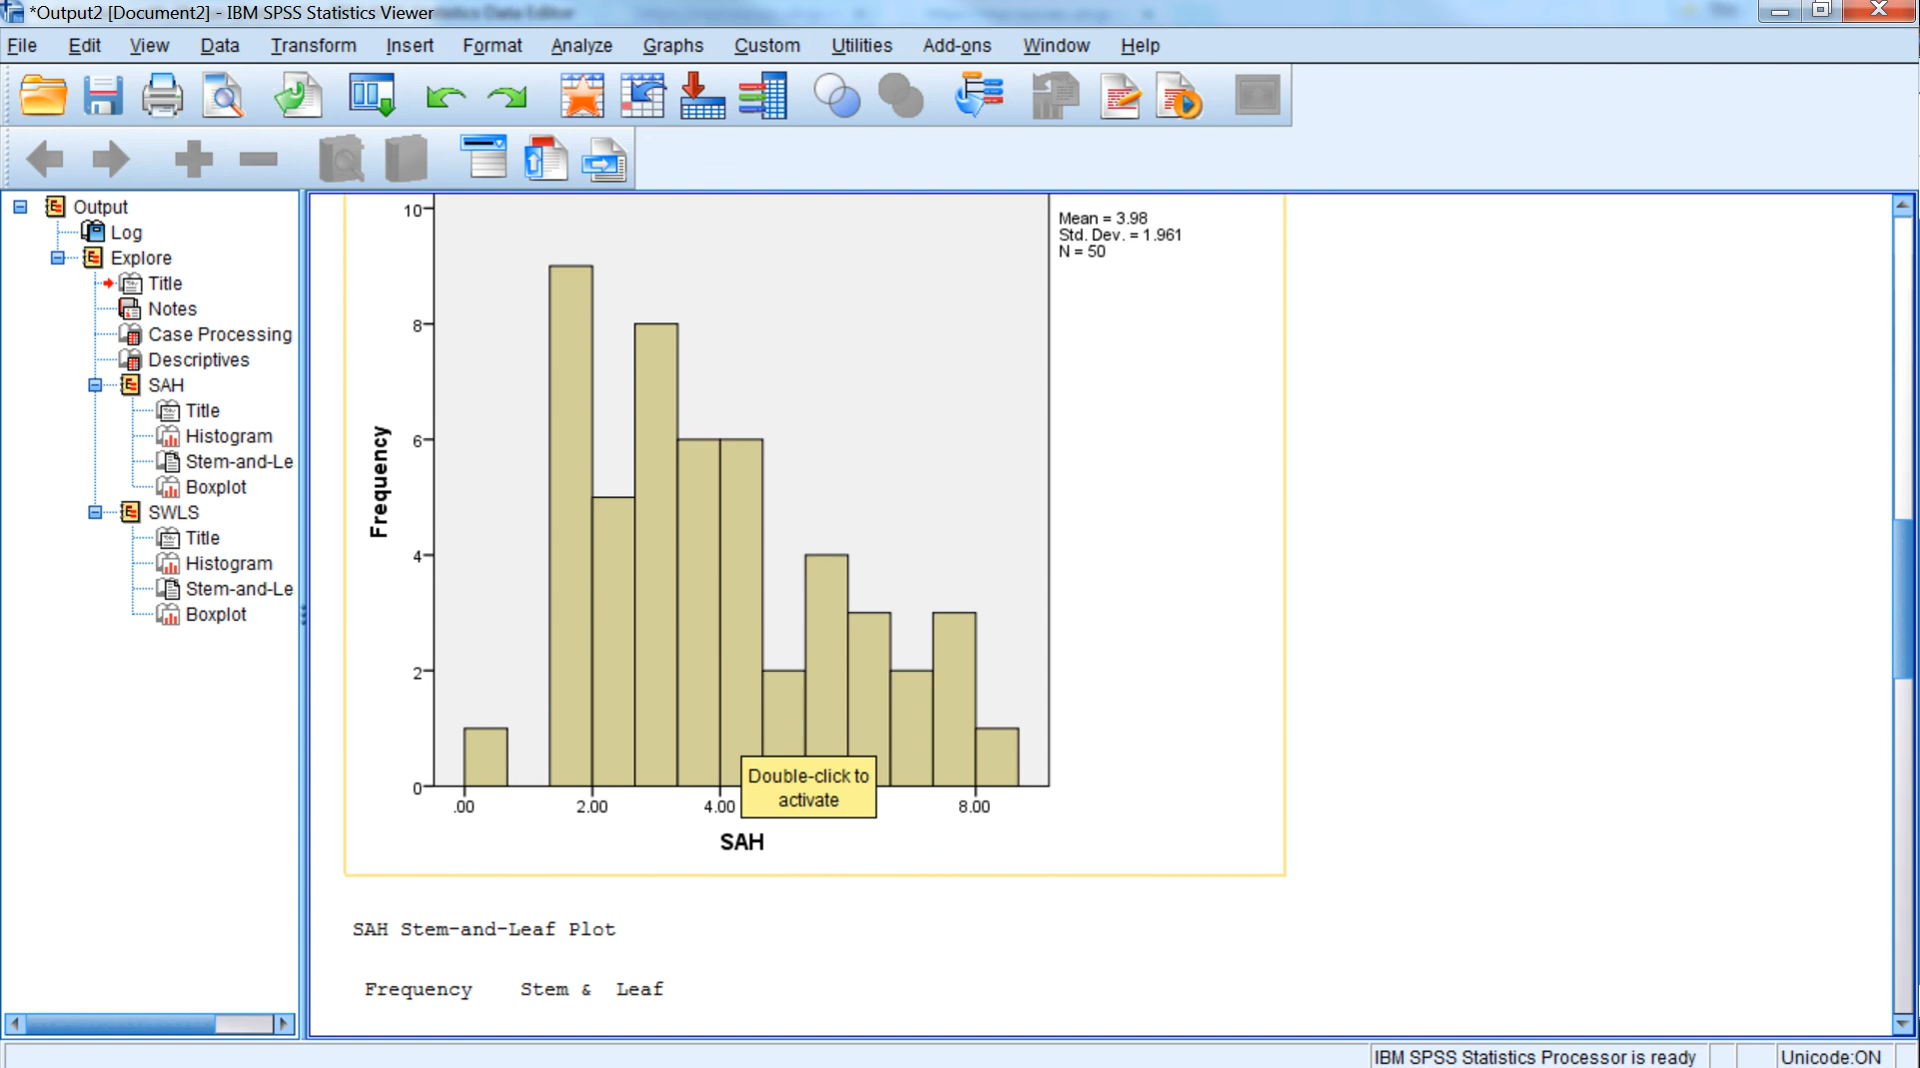 *Output2 [Document2] - IBM SPSS Statistics Viewer
File Edit View Data Transform Insert Format Analyze Graphs Custom Utilities Add-ons Window Help
Output
Log
Explore
Title
Notes
Case Processing
Descriptives
SAH
Title
Histogram
Stem-and-Le
Boxplot
SWLS
Title
Histogram
Stem-and-Le
Boxplot
Mean = 3.98
Std. Dev. = 1.961
N = 50
Frequency
10
8
6
4
2
0
.00 2.00 4.00 8.00
Double-click to
activate
SAH
SAH Stem-and-Leaf Plot
Frequency Stem & Leaf
IBM SPSS Statistics Processor is ready Unicode:ON